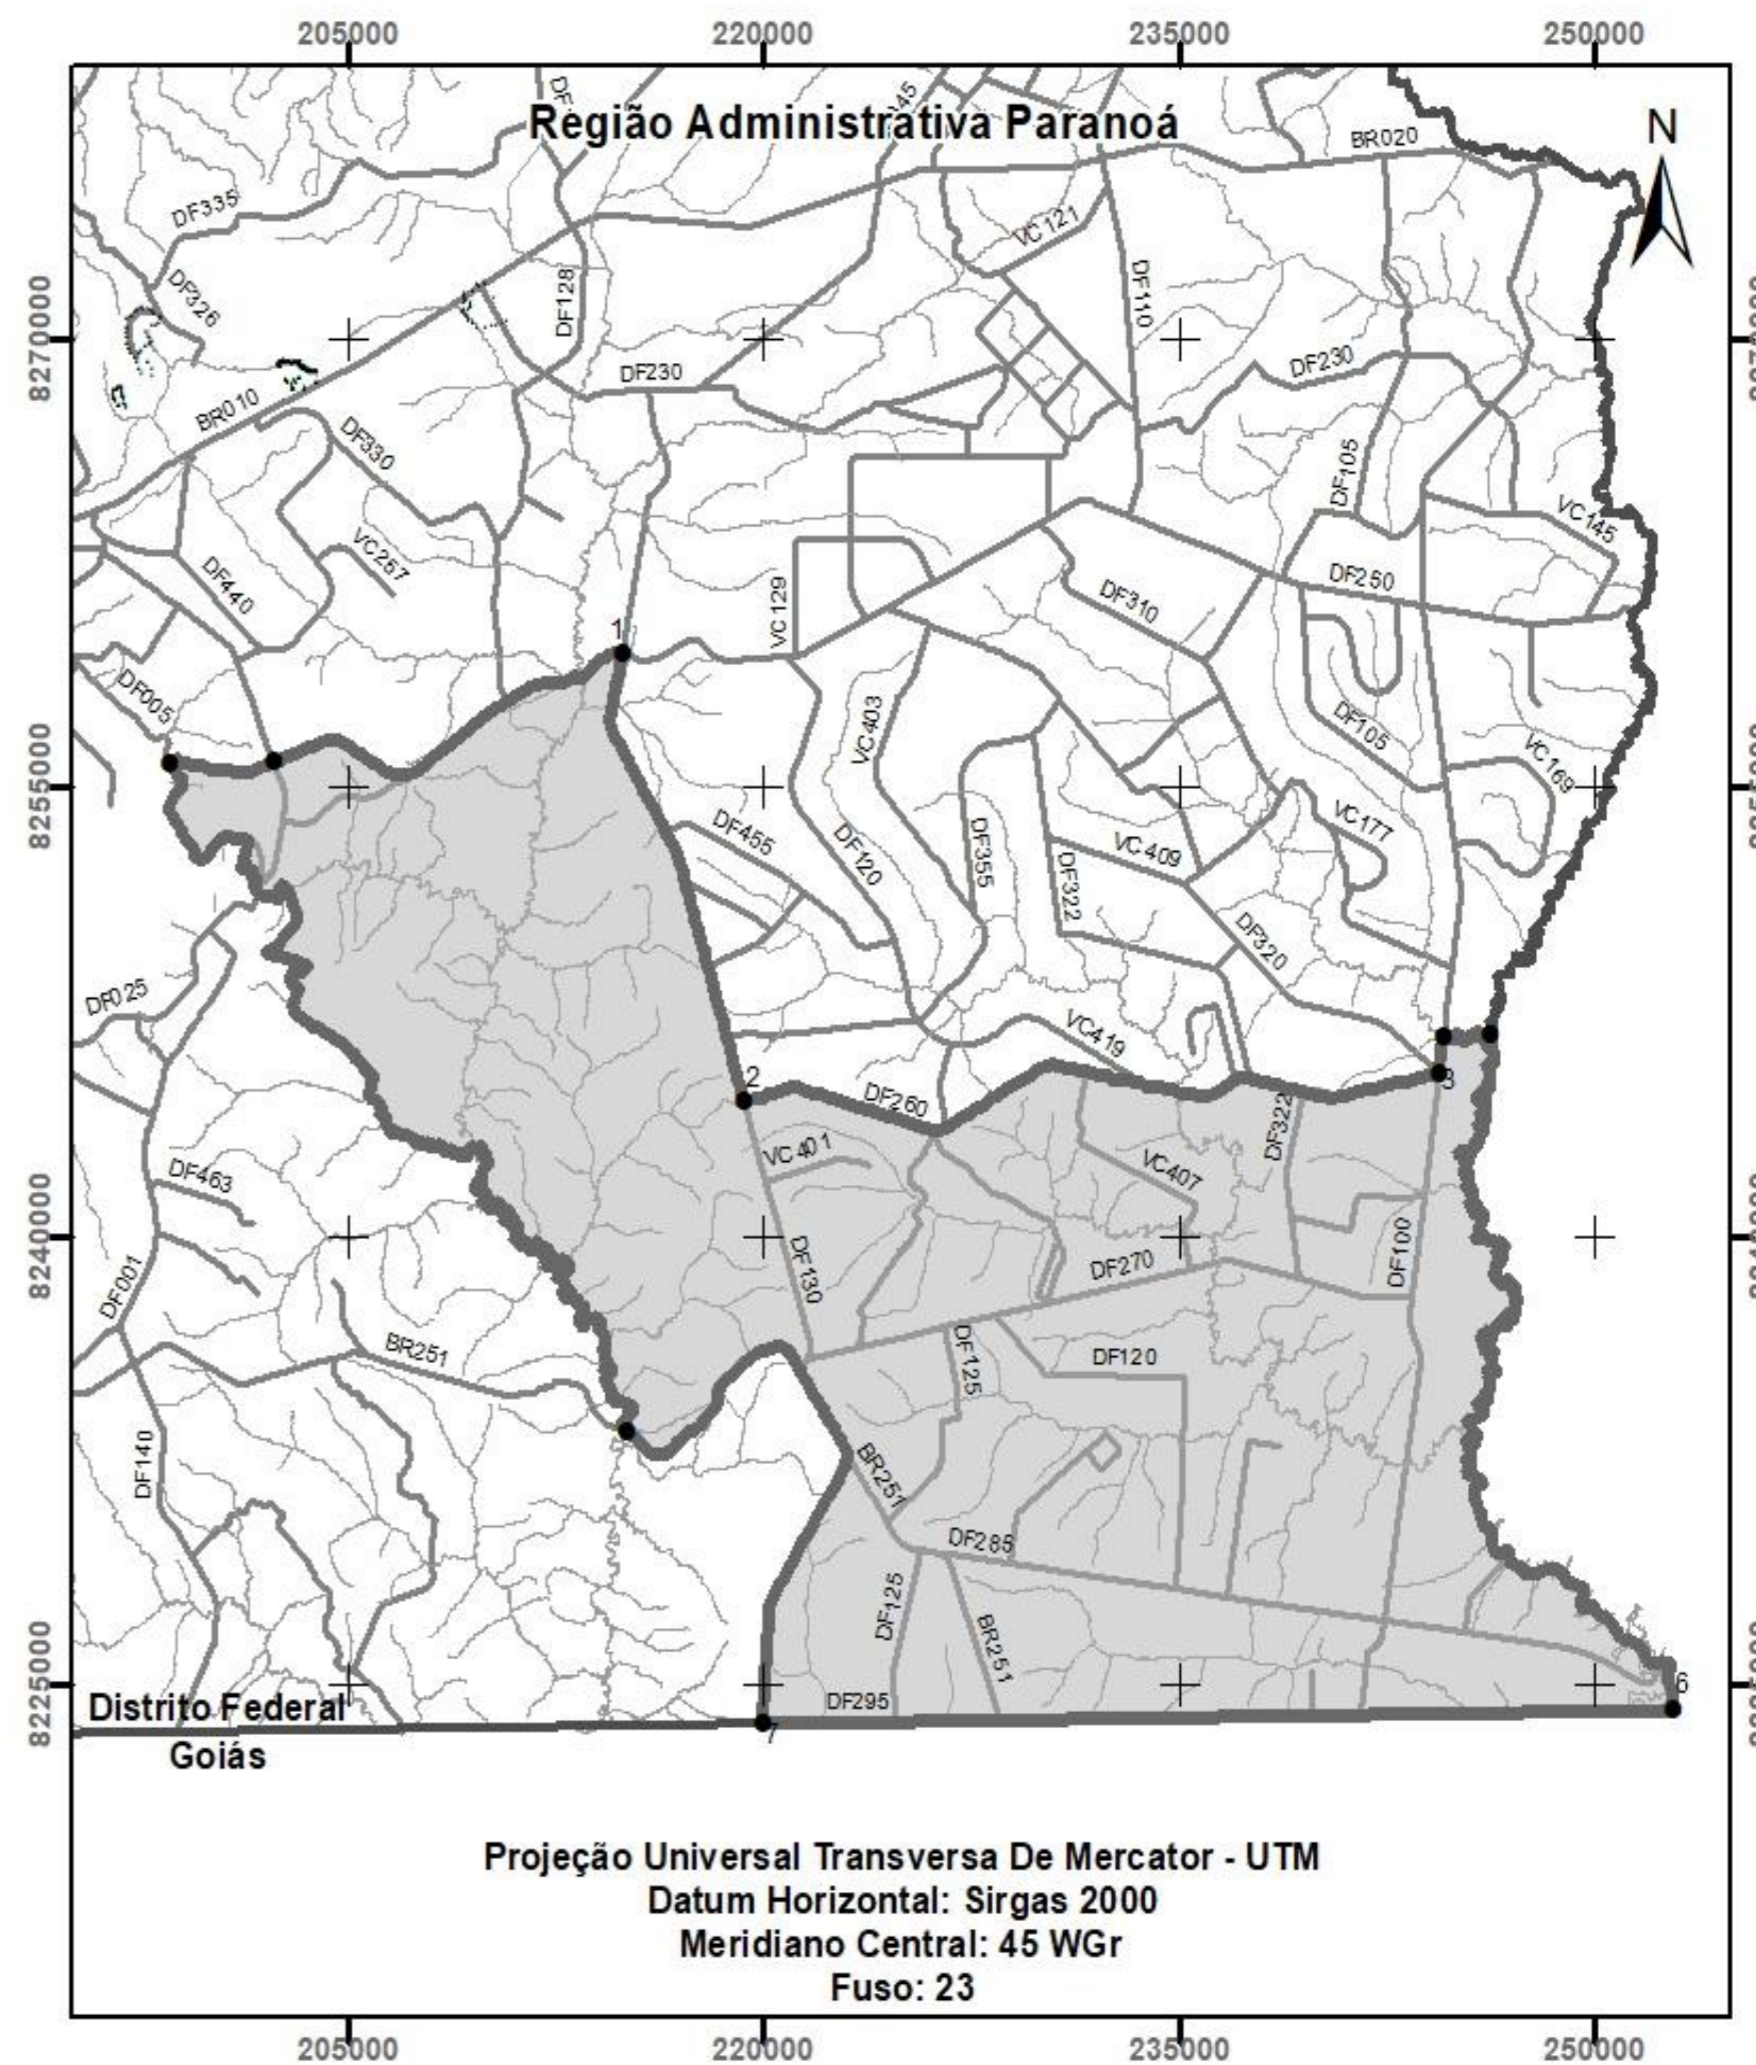 205000 220000 235000 250000
Região Administrativa Paranoá
N
BR020
DF335
VC121
DF326
DF128
DF110
8270000
DF230
DF230
BR010
DF330
DF105
VC145
VC267
DF440
DF250
VC129
DF310
1
DF005
VC403
DF105
VC169
8255000
DF455
DF120
DF355
VC409
VC177
DF322
DF320
DF025
VC419
2
DF260
3
DF322
VC401
VC407
DF463
8240000
DF130
DF270
DF100
DF001
BR251
DF125
DF120
DF140
BR251
DF285
DF125
BR251
8225000
Distrito Federal
DF295
6
7
Goiás
Projeção Universal Transversa De Mercator - UTM
Datum Horizontal: Sirgas 2000
Meridiano Central: 45 WGr
Fuso: 23
205000 220000 235000 250000